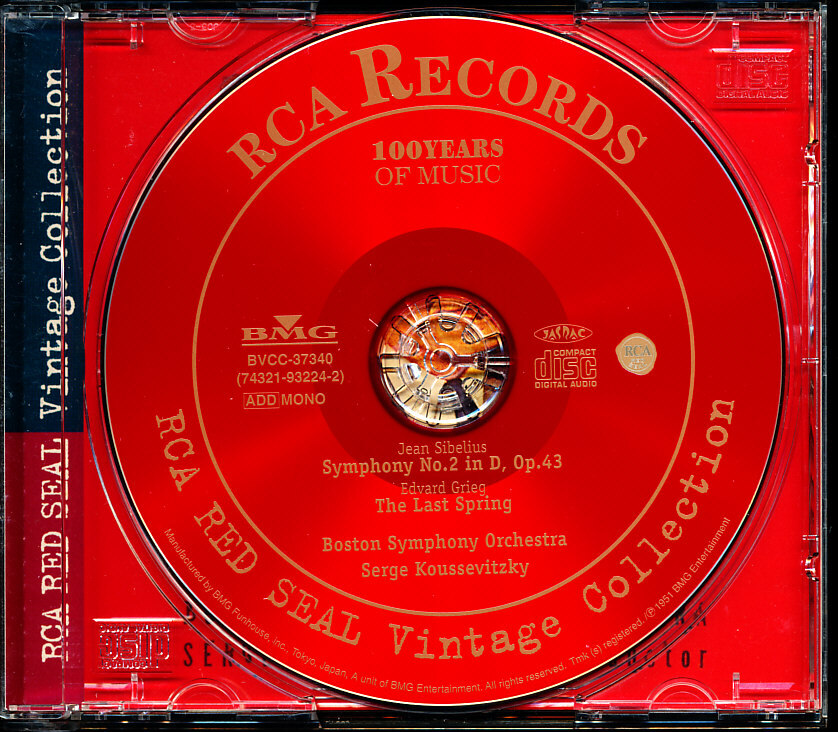 RCA RED SEAL Vintage Collection
COMPACT
disc
DIGITAL AUDIO
RCA RECORDS
100YEARS
OF MUSIC
BMG
BVCC-37340
(74321-93224-2)
ADD MONO
JASRAC
COMPACT
disc
DIGITAL AUDIO
RCA
Jean Sibelius
Symphony No.2 in D, Op.43
Edvard Grieg
The Last Spring
Boston Symphony Orchestra
Serge Koussevitzky
RCA RED SEAL Vintage Collection
Manufactured by BMG Funhouse, Inc., Tokyo, Japan, A unit of BMG Entertainment. All rights reserved. Tmk(s) registered. ℗ 1951 BMG Entertainment